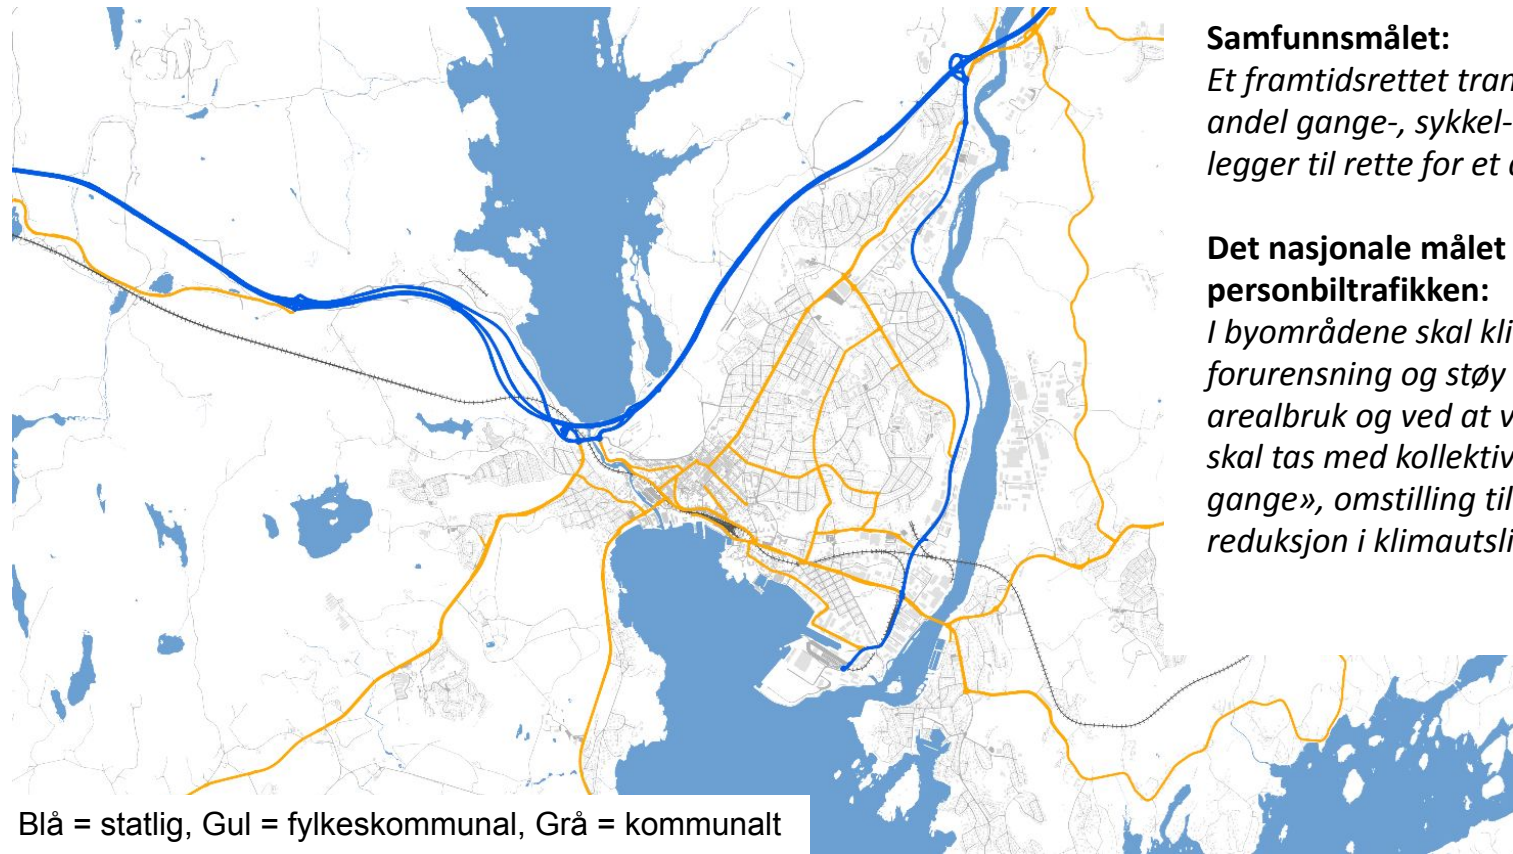 Samfunnsmålet:
Et framtidsrettet tran
andel gange-, sykkel-
legger til rette for et
Det nasjonale målet
personbiltrafikken:
I byområdene skal kli
forurensning og støy
arealbruk og ved at v
skal tas med kollektiv
gange», omstilling til
reduksjon i klimautsli
Blå = statlig, Gul = fylkeskommunal, Grå = kommunalt